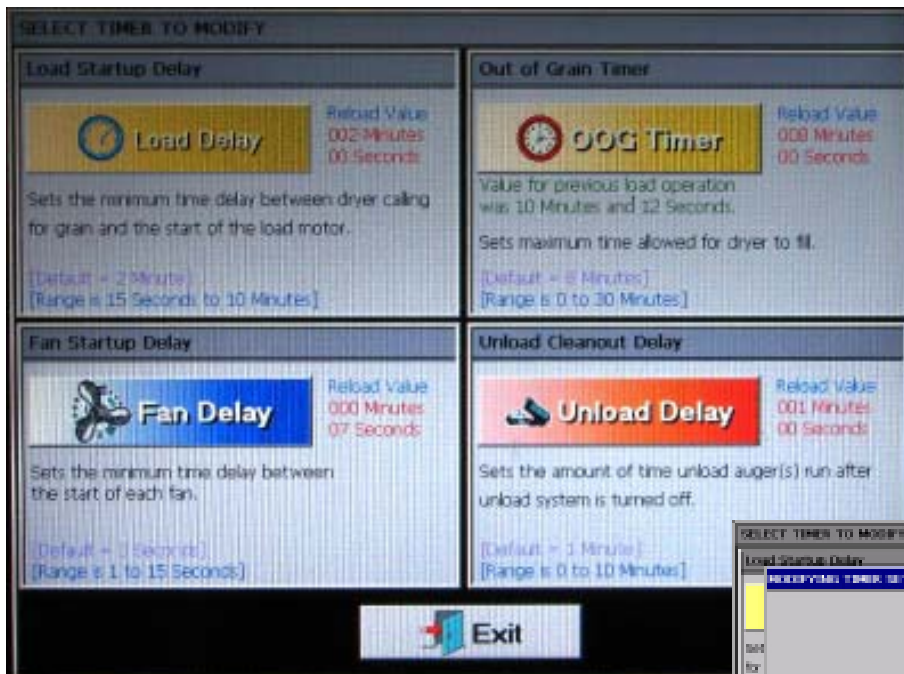 SELECT TIMER TO MODIFY
Load Startup Delay
Load Delay
Reload Value
002 Minutes
00 Seconds
Sets the minimum time delay between dryer calling
for grain and the start of the load motor.
[Default = 2 Minute]
[Range is 15 Seconds to 10 Minutes]
Out of Grain Timer
OOG Timer
Reload Value
008 Minutes
00 Seconds
Value for previous load operation
was 10 Minutes and 12 Seconds.
Sets maximum time allowed for dryer to fill.
[Default = 8 Minutes]
[Range is 0 to 30 Minutes]
Fan Startup Delay
Fan Delay
Reload Value
000 Minutes
07 Seconds
Sets the minimum time delay between
the start of each fan.
[Default = 3 Seconds]
[Range is 1 to 15 Seconds]
Unload Cleanout Delay
Unload Delay
Reload Value
001 Minutes
00 Seconds
Sets the amount of time unload auger(s) run after
unload system is turned off.
[Default = 1 Minute]
[Range is 0 to 10 Minutes]
Exit
SELECT TIMER TO MODIFY
Load Startup Delay
MODIFYING TIMER SE
Set
for